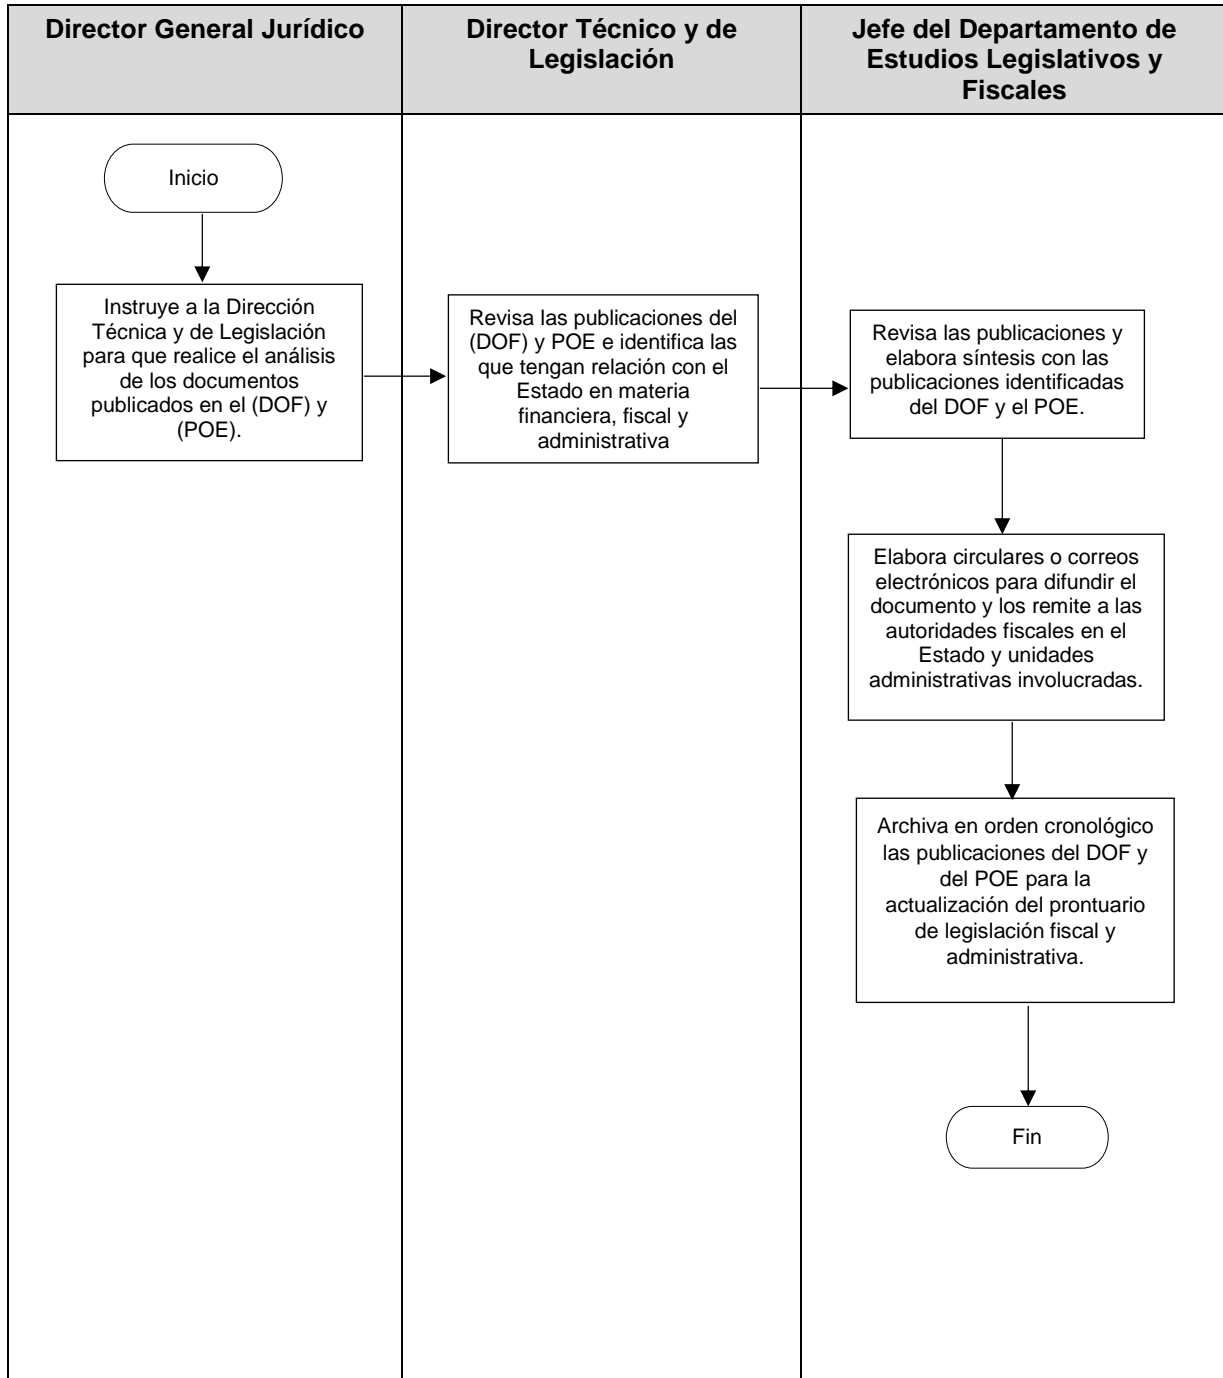 Director General Jurídico
Director Técnico y de
Legislación
Jefe del Departamento de
Estudios Legislativos y
Fiscales
Inicio
Instruye a la Dirección
Técnica y de Legislación
para que realice el análisis
de los documentos
publicados en el (DOF) y
(POE).
Revisa las publicaciones del
(DOF) y POE e identifica las
que tengan relación con el
Estado en materia
financiera, fiscal y
administrativa
Revisa las publicaciones y
elabora síntesis con las
publicaciones identificadas
del DOF y el POE.
Elabora circulares o correos
electrónicos para difundir el
documento y los remite a las
autoridades fiscales en el
Estado y unidades
administrativas involucradas.
Archiva en orden cronológico
las publicaciones del DOF y
del POE para la
actualización del prontuario
de legislación fiscal y
administrativa.
Fin